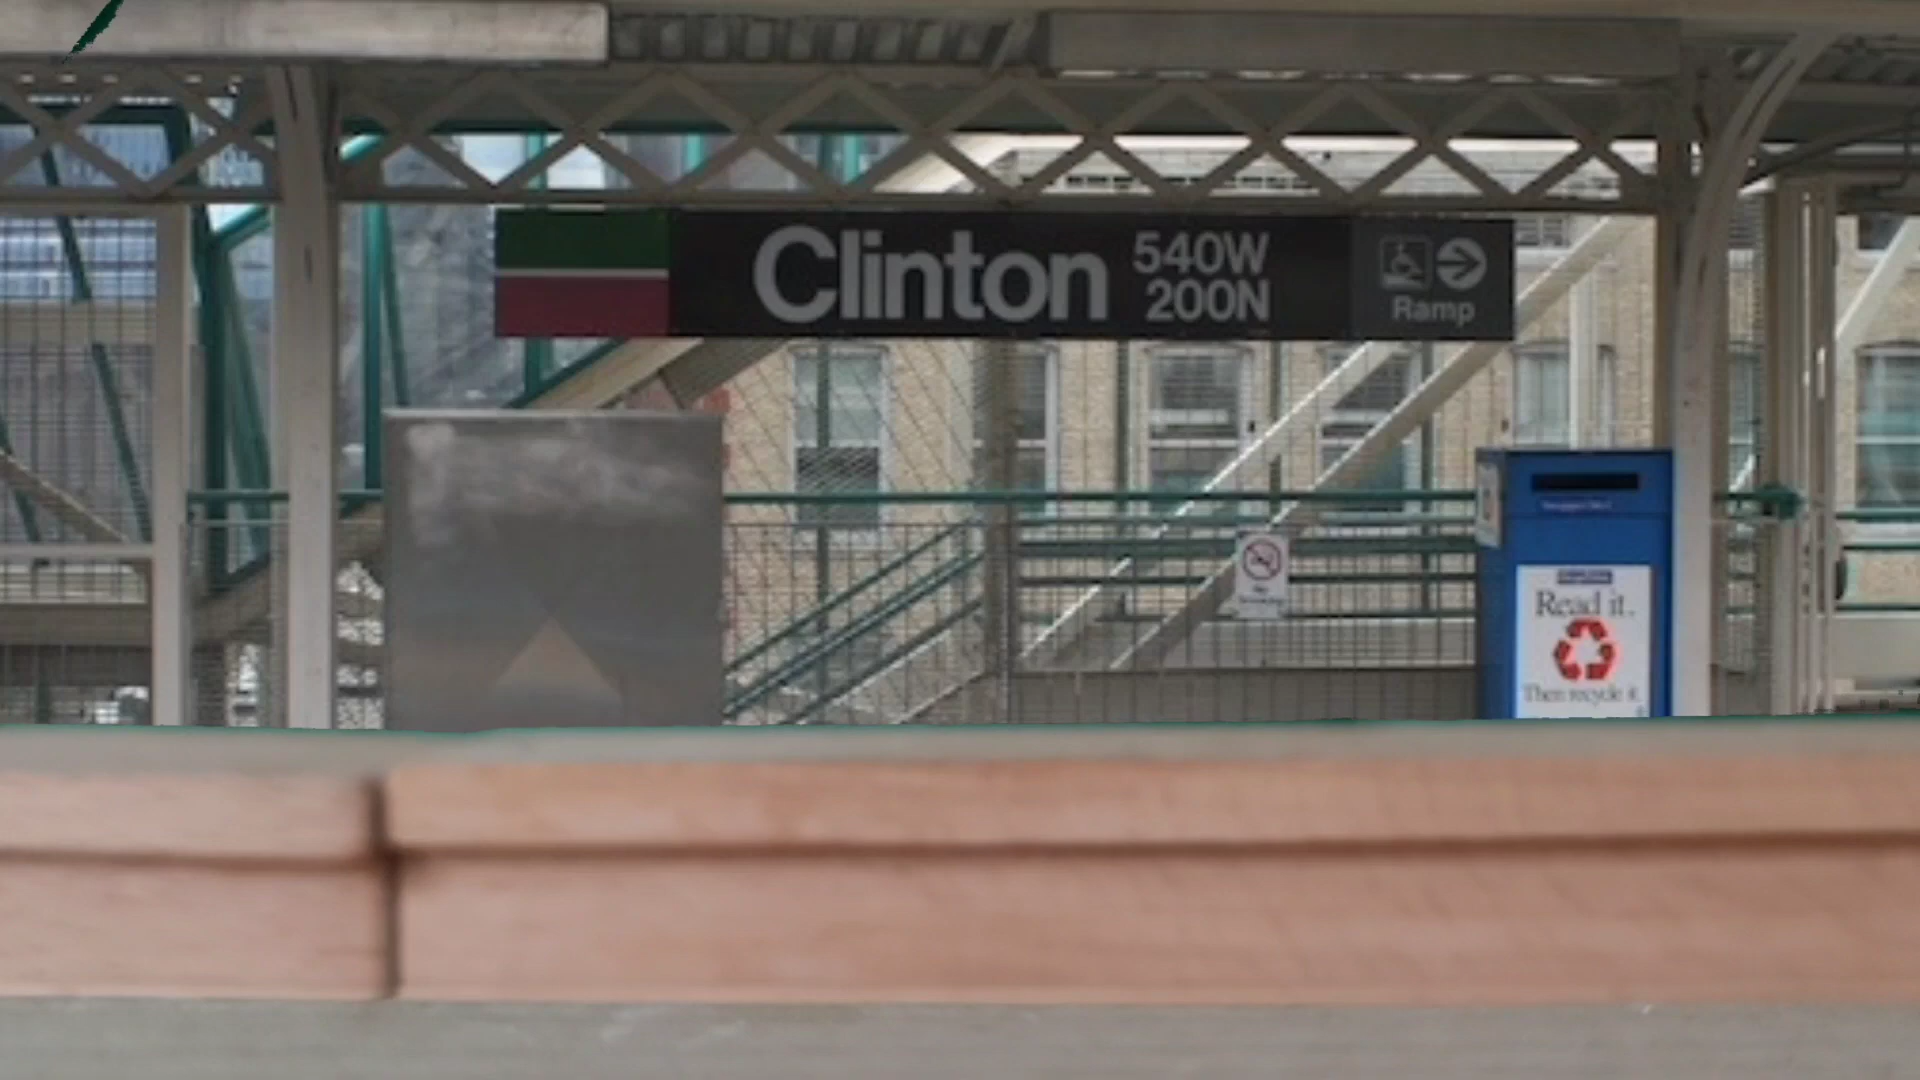 Clinton
540W
200N
Ramp
Read it.
Then recycle it.